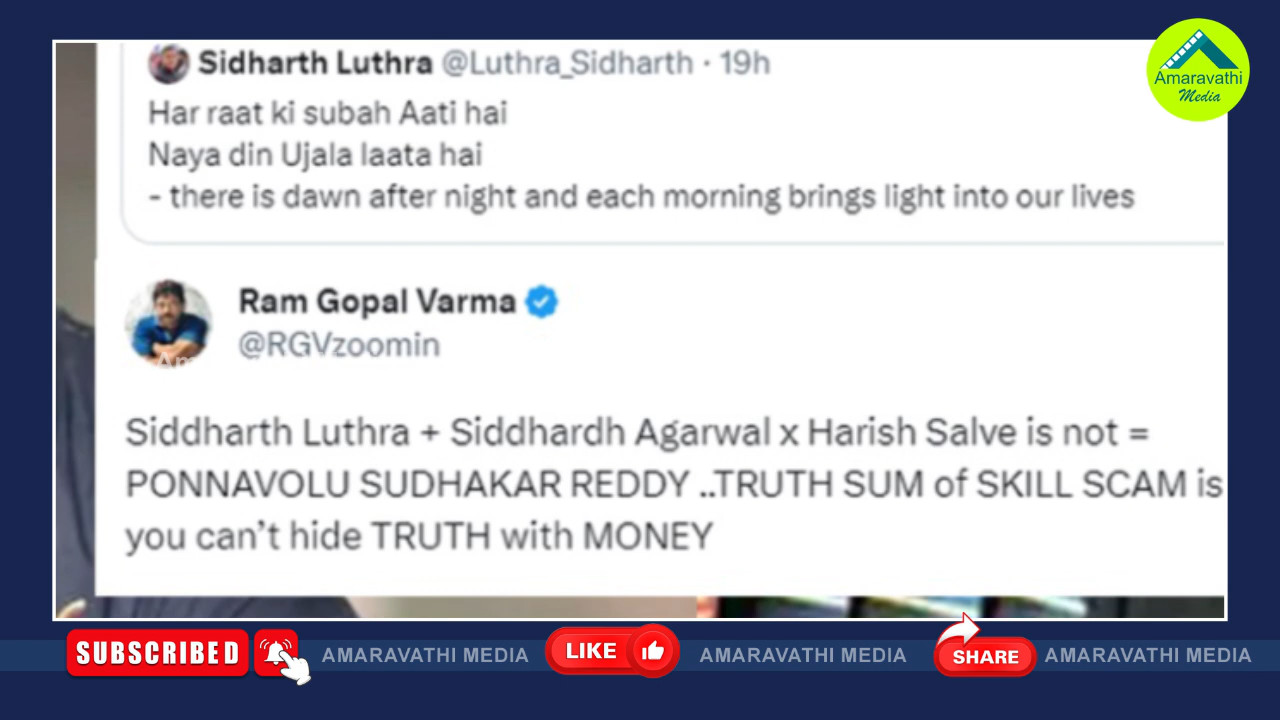 Sidharth Luthra @Luthra_Sidharth · 19h
Har raat ki subah Aati hai
Naya din Ujala laata hai
- there is dawn after night and each morning brings light into our lives
Ram Gopal Varma
@RGVzoomin
Siddharth Luthra + Siddhardh Agarwal x Harish Salve is not =
PONNAVOLU SUDHAKAR REDDY ..TRUTH SUM of SKILL SCAM is
you can't hide TRUTH with MONEY
Amaravathi
Media
SUBSCRIBED AMARAVATHI MEDIA LIKE AMARAVATHI MEDIA SHARE AMARAVATHI MEDIA